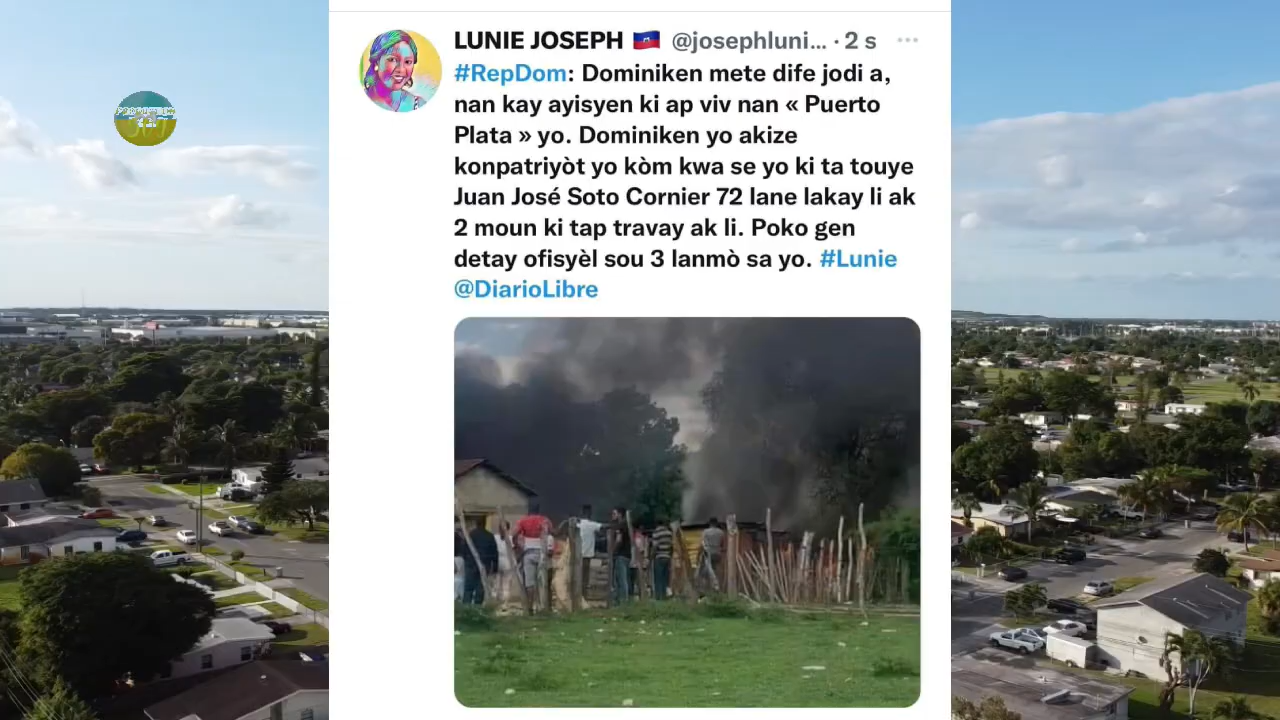 LUNIE JOSEPH 🇭🇹 @josephluni... · 2 s
#RepDom: Dominiken mete dife jodi a,
nan kay ayisyen ki ap viv nan « Puerto
Plata » yo. Dominiken yo akize
konpatriyòt yo kòm kwa se yo ki ta touye
Juan José Soto Cornier 72 lane lakay li ak
2 moun ki tap travay ak li. Poko gen
detay ofisyèl sou 3 lanmò sa yo. #Lunie
@DiarioLibre